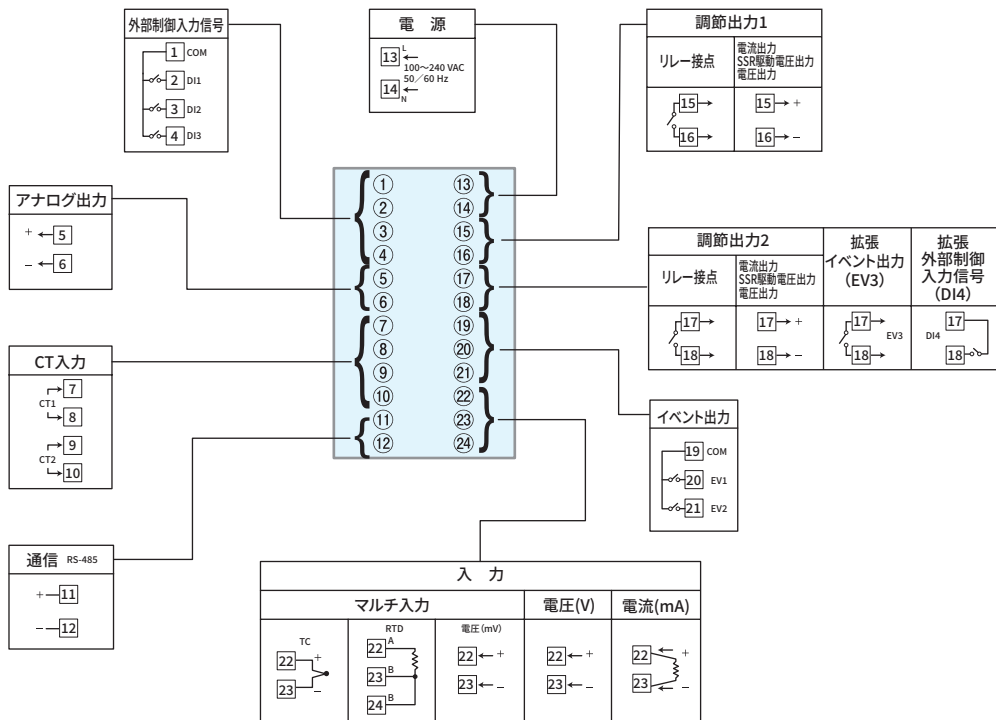 外部制御入力信号
1 COM
2 DI1
3 DI2
4 DI3
電 源
13 L
100～240 VAC
50／60 Hz
14 N
調節出力1
リレー接点
電流出力
SSR駆動電圧出力
電圧出力
15
16
15 +
16 −
アナログ出力
+ 5
− 6
CT入力
7
CT1
8
9
CT2
10
通信 RS-485
+ 11
− 12
① ⑬
② ⑭
③ ⑮
④ ⑯
⑤ ⑰
⑥ ⑱
⑦ ⑲
⑧ ⑳
⑨ ㉑
⑩ ㉒
⑪ ㉓
⑫ ㉔
調節出力2
リレー接点
電流出力
SSR駆動電圧出力
電圧出力
17
18
17 +
18 −
拡張
イベント出力
(EV3)
17
EV3
18
拡張
外部制御
入力信号
(DI4)
17
DI4
18
イベント出力
19 COM
20 EV1
21 EV2
入 力
マルチ入力
電圧(V)
電流(mA)
TC
22 +
23 −
RTD
22 A
23 B
24 B
電圧(mV)
22 +
23 −
22 +
23 −
22 +
23 −